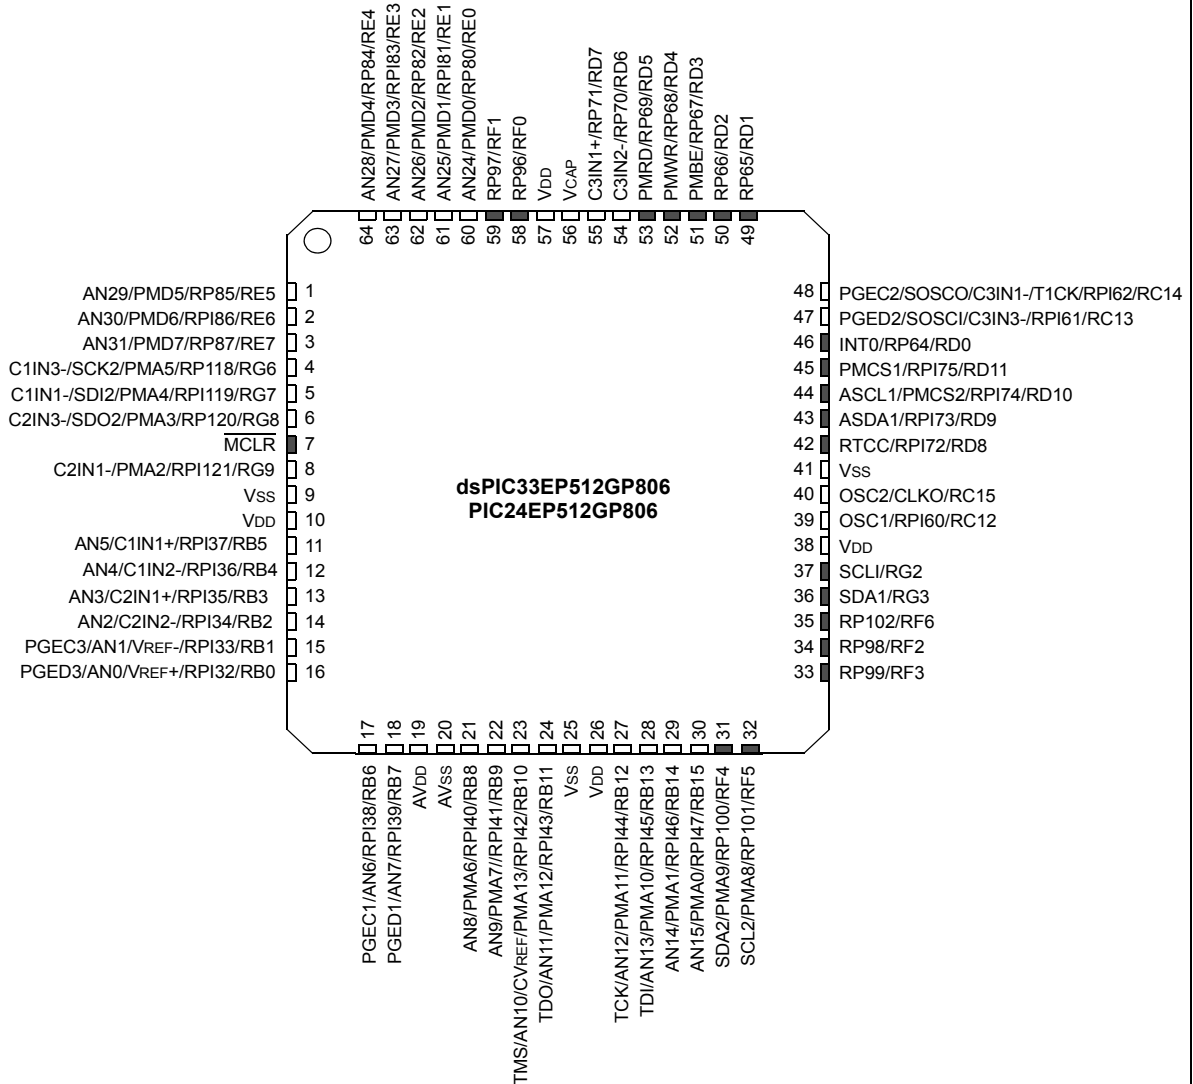 AN28/PMD4/RP84/RE4
AN27/PMD3/RPI83/RE3
AN26/PMD2/RP82/RE2
AN25/PMD1/RPI81/RE1
AN24/PMD0/RP80/RE0
RP97/RF1
RP96/RF0
VDD
VCAP
C3IN1+/RP71/RD7
C3IN2-/RP70/RD6
PMRD/RP69/RD5
PMWR/RP68/RD4
PMBE/RP67/RD3
RP66/RD2
RP65/RD1
64
63
62
61
60
59
58
57
56
55
54
53
52
51
50
49
AN29/PMD5/RP85/RE5 1
AN30/PMD6/RPI86/RE6 2
AN31/PMD7/RP87/RE7 3
C1IN3-/SCK2/PMA5/RP118/RG6 4
C1IN1-/SDI2/PMA4/RPI119/RG7 5
C2IN3-/SDO2/PMA3/RP120/RG8 6
MCLR 7
C2IN1-/PMA2/RPI121/RG9 8
VSS 9
VDD 10
AN5/C1IN1+/RPI37/RB5 11
AN4/C1IN2-/RPI36/RB4 12
AN3/C2IN1+/RPI35/RB3 13
AN2/C2IN2-/RPI34/RB2 14
PGEC3/AN1/VREF-/RPI33/RB1 15
PGED3/AN0/VREF+/RPI32/RB0 16
dsPIC33EP512GP806
PIC24EP512GP806
48 PGEC2/SOSCO/C3IN1-/T1CK/RPI62/RC14
47 PGED2/SOSCI/C3IN3-/RPI61/RC13
46 INT0/RP64/RD0
45 PMCS1/RPI75/RD11
44 ASCL1/PMCS2/RPI74/RD10
43 ASDA1/RPI73/RD9
42 RTCC/RPI72/RD8
41 VSS
40 OSC2/CLKO/RC15
39 OSC1/RPI60/RC12
38 VDD
37 SCLI/RG2
36 SDA1/RG3
35 RP102/RF6
34 RP98/RF2
33 RP99/RF3
17
18
19
20
21
22
23
24
25
26
27
28
29
30
31
32
PGEC1/AN6/RPI38/RB6
PGED1/AN7/RPI39/RB7
AVDD
AVSS
AN8/PMA6/RPI40/RB8
AN9/PMA7//RPI41/RB9
TMS/AN10/CVREF/PMA13/RPI42/RB10
TDO/AN11/PMA12/RPI43/RB11
VSS
VDD
TCK/AN12/PMA11/RPI44/RB12
TDI/AN13/PMA10/RPI45/RB13
AN14/PMA1/RPI46/RB14
AN15/PMA0/RPI47/RB15
SDA2/PMA9/RP100/RF4
SCL2/PMA8/RP101/RF5